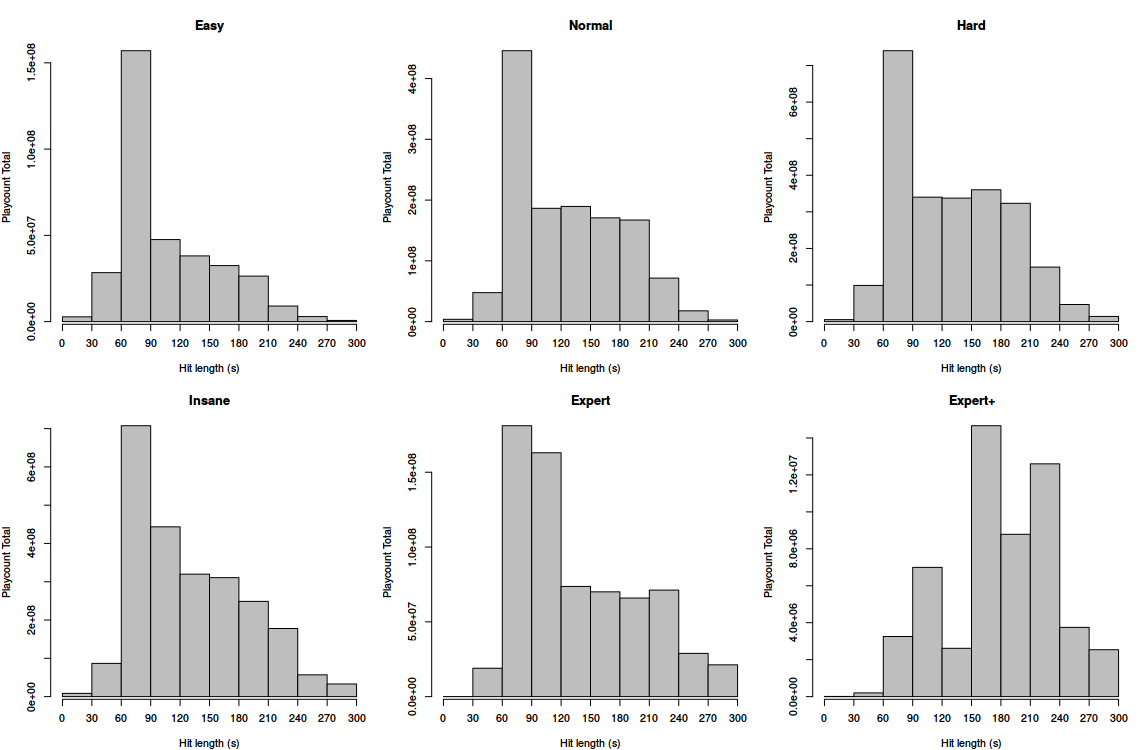 Easy
Playcount Total
0.0e+00 5.0e+07 1.0e+08 1.5e+08
0 30 60 90 120 150 180 210 240 270 300
Hit length (s)
Normal
Playcount Total
0e+00 1e+08 2e+08 3e+08 4e+08
0 30 60 90 120 150 180 210 240 270 300
Hit length (s)
Hard
Playcount Total
0e+00 2e+08 4e+08 6e+08
0 30 60 90 120 150 180 210 240 270 300
Hit length (s)
Insane
Playcount Total
0e+00 2e+08 4e+08 6e+08
0 30 60 90 120 150 180 210 240 270 300
Hit length (s)
Expert
Playcount Total
0.0e+00 5.0e+07 1.0e+08 1.5e+08
0 30 60 90 120 150 180 210 240 270 300
Hit length (s)
Expert+
Playcount Total
0.0e+00 4.0e+06 8.0e+06 1.2e+07
0 30 60 90 120 150 180 210 240 270 300
Hit length (s)